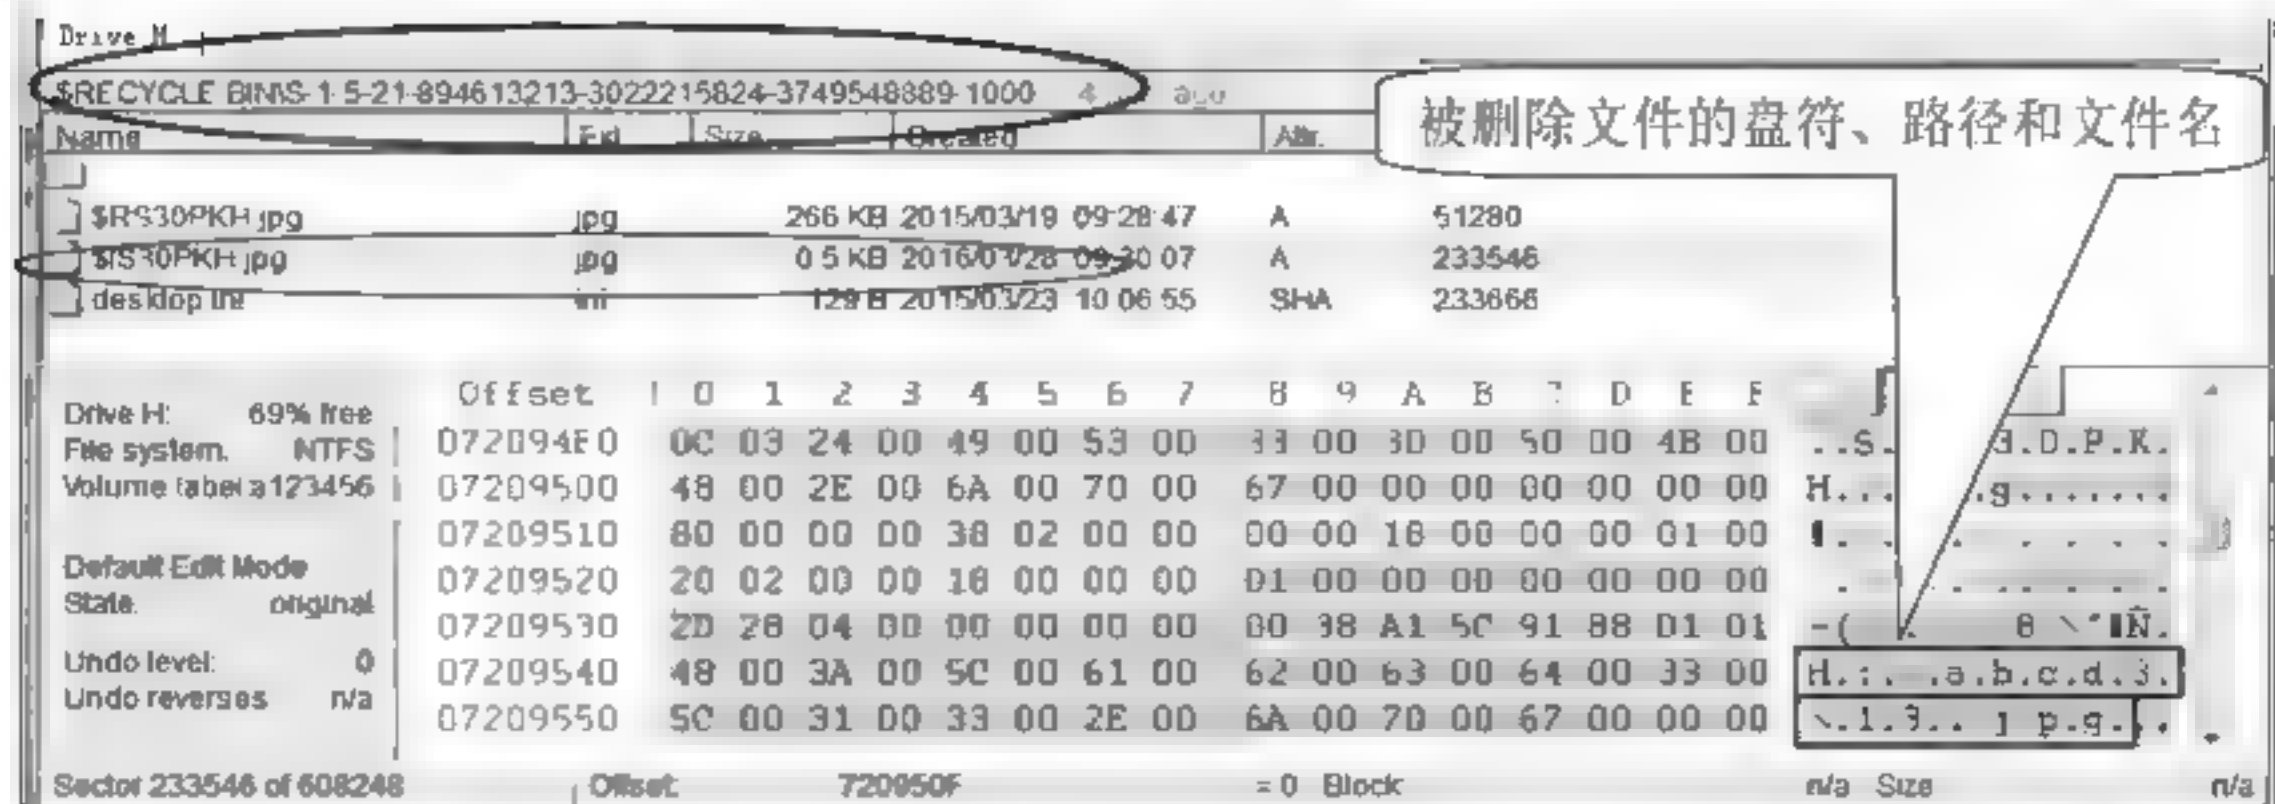 $RECYCLE BIN\S-1-5-21-894613213-3022215824-3749548889-1000 4 ago
被删除文件的盘符、路径和文件名
Name Ext Size Created Attr.
$RS30PKH jpg jpg 266 KB 2015/03/19 09:28:47 A 51280
$IS30PKH jpg jpg 0.5 KB 09:30 07 A 233546
desktop ini ini 129 B 2015/03/23 10 06 55 SHA 233666
Offset 0 1 2 3 4 5 6 7 8 9 A B D E F
Drive H: 69% free
File system. NTFS
Volume label a123456
Default Edit Mode
State. original
Undo level: 0
Undo reverses n/a
072094F0 0C 03 24 00 49 00 53 00 33 00 30 00 50 00 4B 00
07209500 48 00 2E 00 6A 00 70 00 67 00 00 00 00 00 00 00 H...
07209510 80 00 00 00 38 02 00 00 00 00 18 00 00 00 01 00
07209520 20 02 00 00 18 00 00 00 01 00 00 00 00 00 00 00
07209530 2D 28 04 00 00 00 00 00 00 38 A1 5C 91 88 D1 01
07209540 48 00 3A 00 5C 00 61 00 62 00 63 00 64 00 33 00 H.:. .a.b.c.d.3.
07209550 5C 00 31 00 33 00 2E 00 6A 00 70 00 67 00 00 00 \.1.3.. j p.g...
Sector 233546 of 608248 Offset: 720950F = 0 Block n/a Size n/a